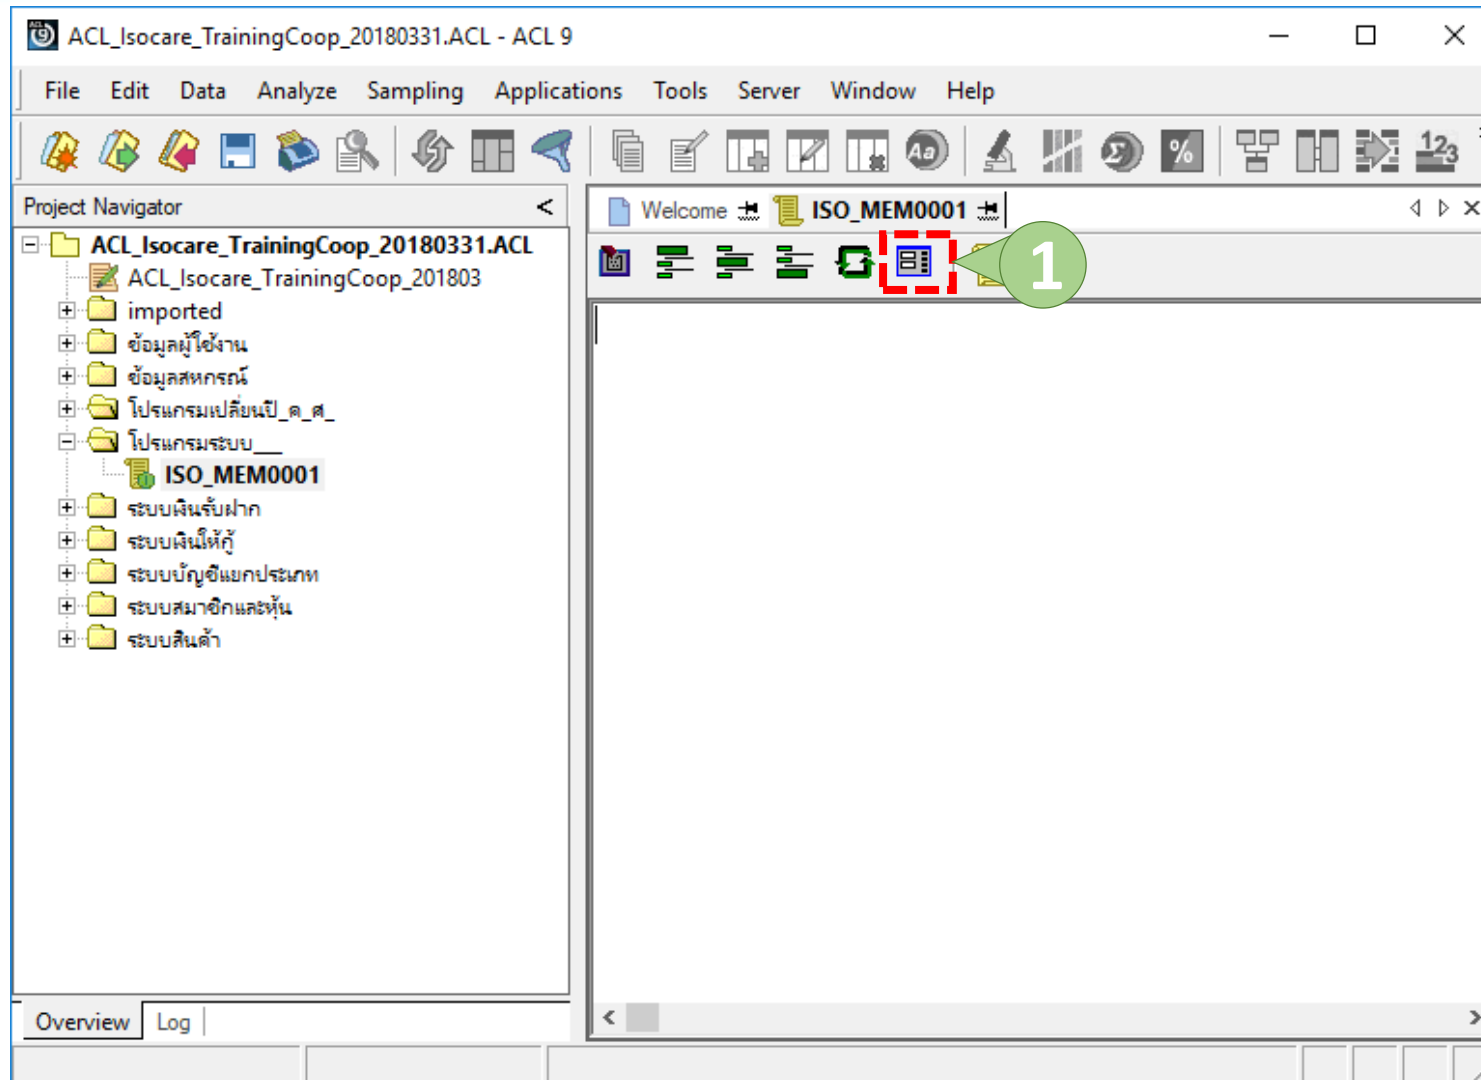 ACL_Isocare_TrainingCoop_20180331.ACL - ACL 9
File Edit Data Analyze Sampling Applications Tools Server Window Help
Project Navigator
Welcome ISO_MEM0001
1
ACL_Isocare_TrainingCoop_20180331.ACL
ACL_Isocare_TrainingCoop_201803
imported
ข้อมูลผู้ใช้งาน
ข้อมูลสหกรณ์
โปรแกรมเปลี่ยนปี_ค_ศ_
โปรแกรมระบบ___
ISO_MEM0001
ระบบเงินรับฝาก
ระบบเงินให้กู้
ระบบบัญชีแยกประเภท
ระบบสมาชิกและหุ้น
ระบบสินค้า
Overview Log